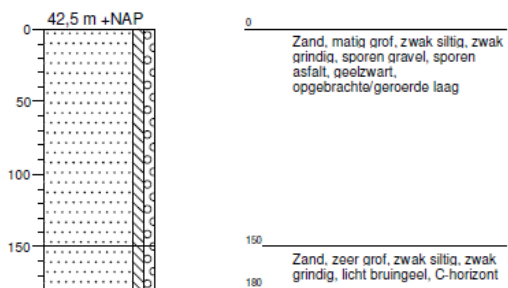 42,5 m +NAP
0
50
100
150
0
Zand, matig grof, zwak siltig, zwak
grindig, sporen gravel, sporen
asfalt, geelzwart,
opgebrachte/geroerde laag
150
Zand, zeer grof, zwak siltig, zwak
grindig, licht bruingeel, C-horizont
180